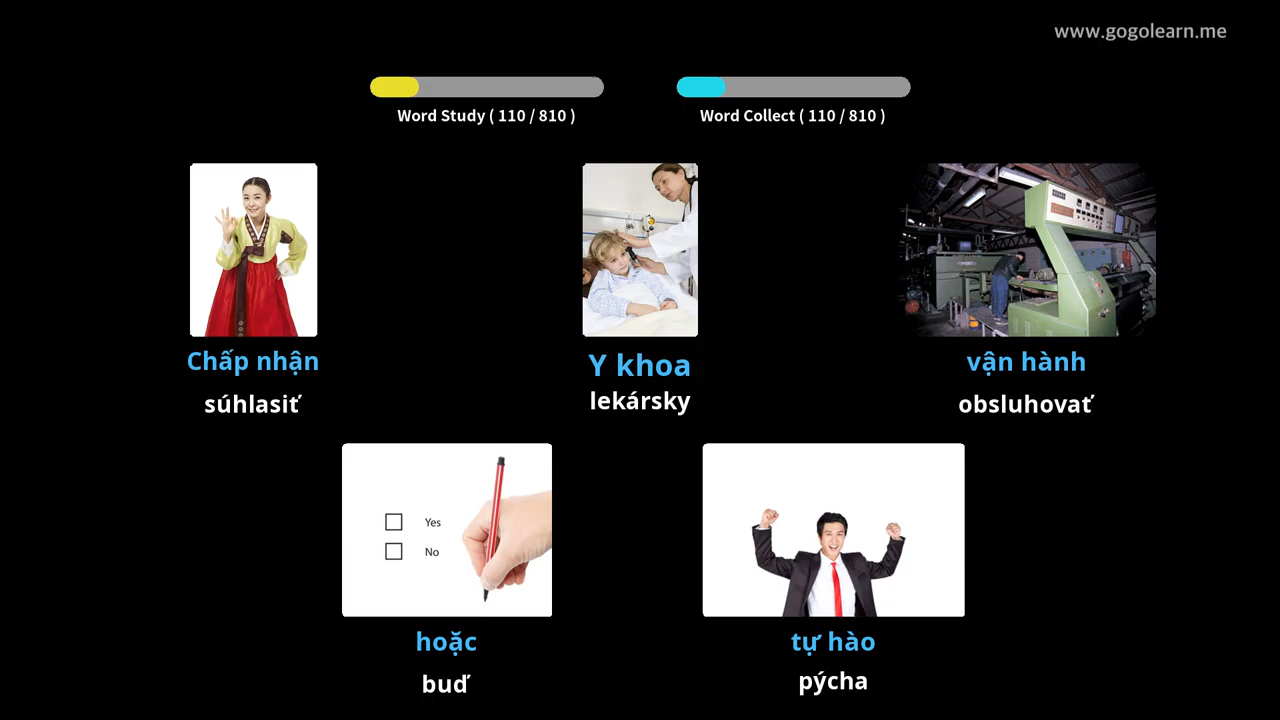 www.gogolearn.me
Word Study ( 110 / 810 )
Word Collect ( 110 / 810 )
Chấp nhận
súhlasiť
Y khoa
lekársky
vận hành
obsluhovať
Yes
No
hoặc
buď
tự hào
pýcha